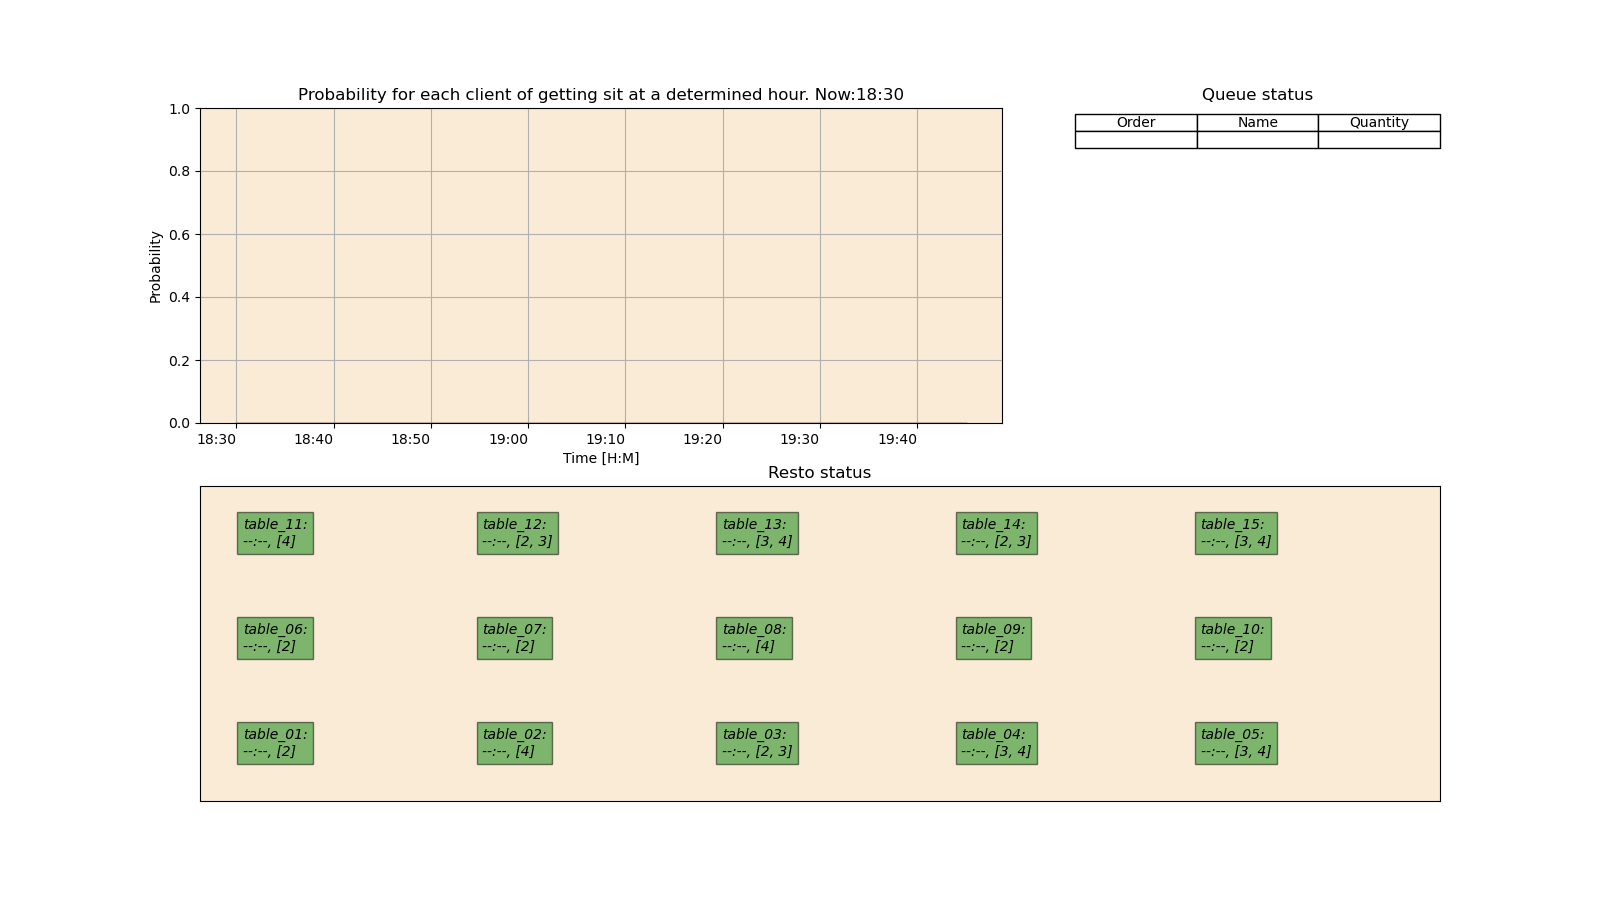 Probability for each client of getting sit at a determined hour. Now:18:30
Queue status
Order Name Quantity
1.0
0.8
0.6
0.4
0.2
0.0
Probability
18:30 18:40 18:50 19:00 19:10 19:20 19:30 19:40
Time [H:M]
Resto status
table_11: table_12: table_13: table_14: table_15:
--:--, [4] --:--, [2, 3] --:--, [3, 4] --:--, [2, 3] --:--, [3, 4]
table_06: table_07: table_08: table_09: table_10:
--:--, [2] --:--, [2] --:--, [4] --:--, [2] --:--, [2]
table_01: table_02: table_03: table_04: table_05:
--:--, [2] --:--, [4] --:--, [2, 3] --:--, [3, 4] --:--, [3, 4]